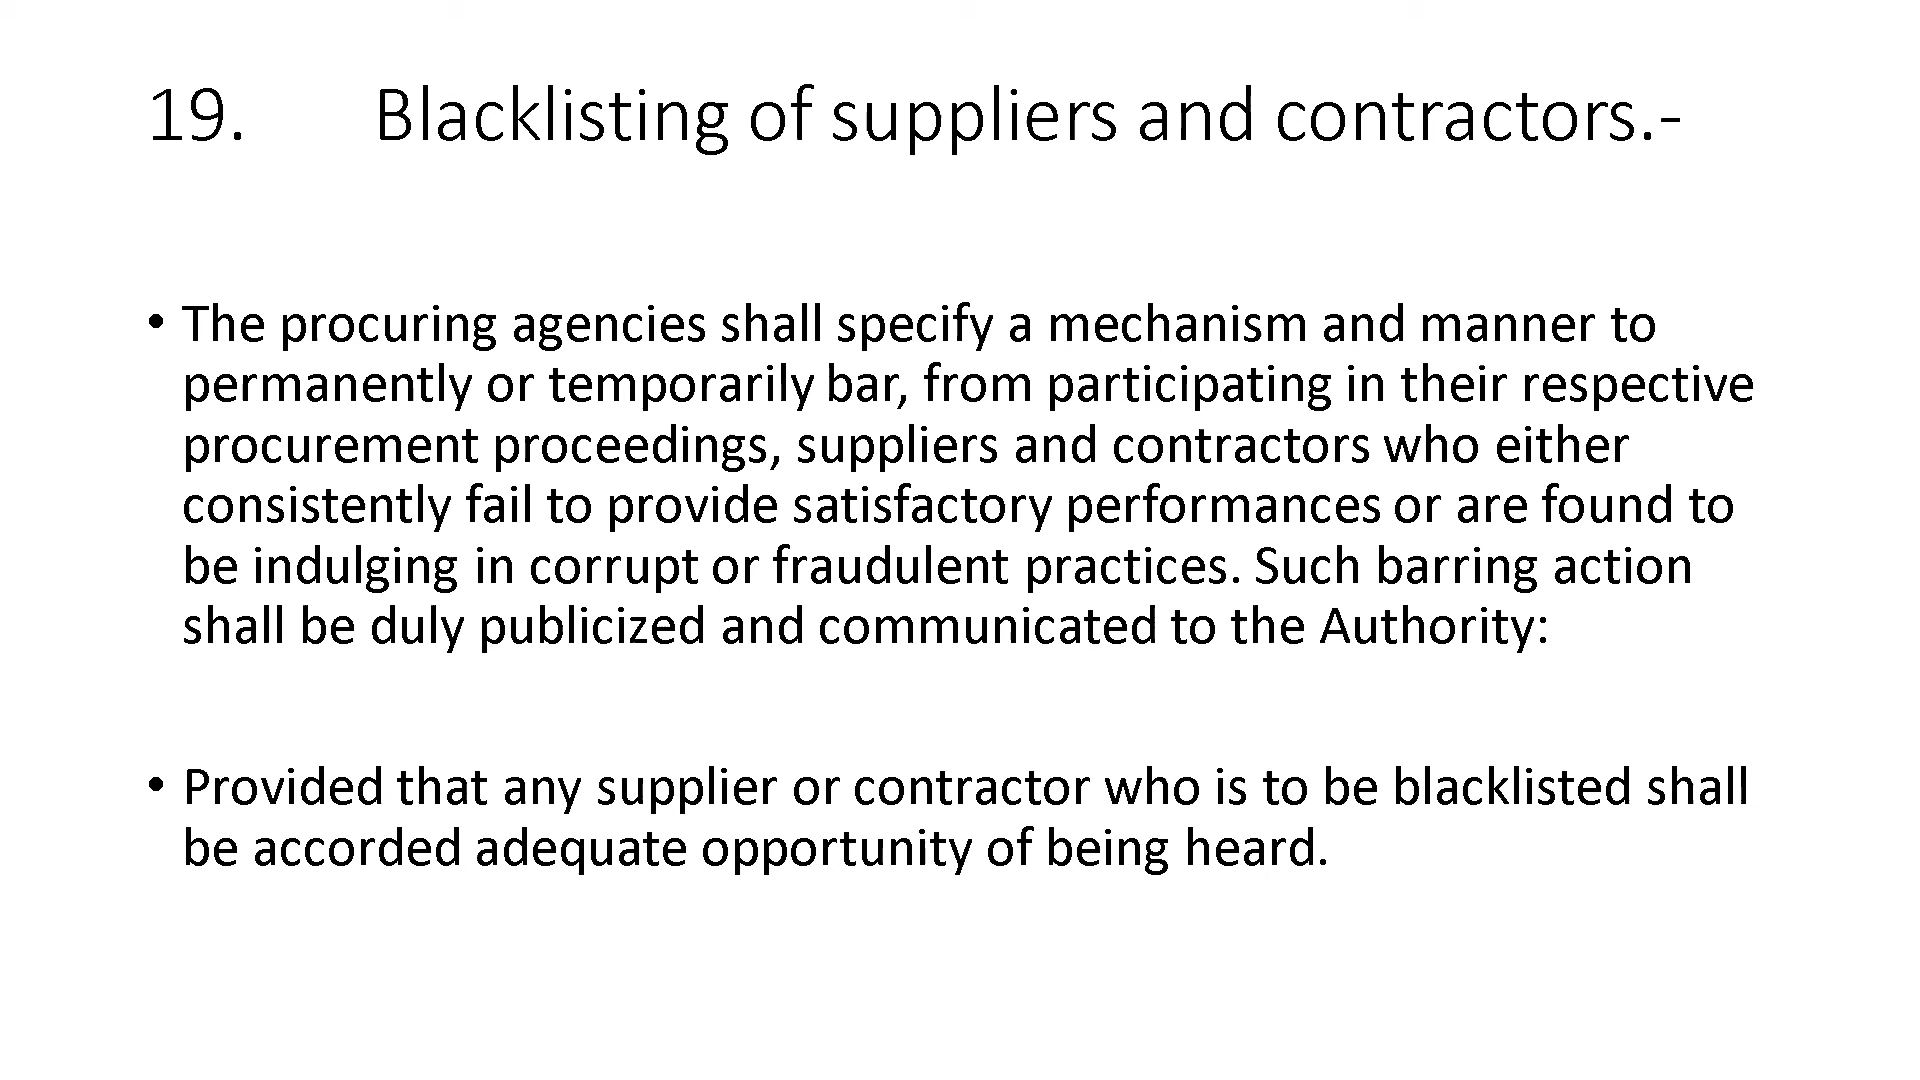 19. Blacklisting of suppliers and contractors.-
• The procuring agencies shall specify a mechanism and manner to
permanently or temporarily bar, from participating in their respective
procurement proceedings, suppliers and contractors who either
consistently fail to provide satisfactory performances or are found to
be indulging in corrupt or fraudulent practices. Such barring action
shall be duly publicized and communicated to the Authority:
• Provided that any supplier or contractor who is to be blacklisted shall
be accorded adequate opportunity of being heard.